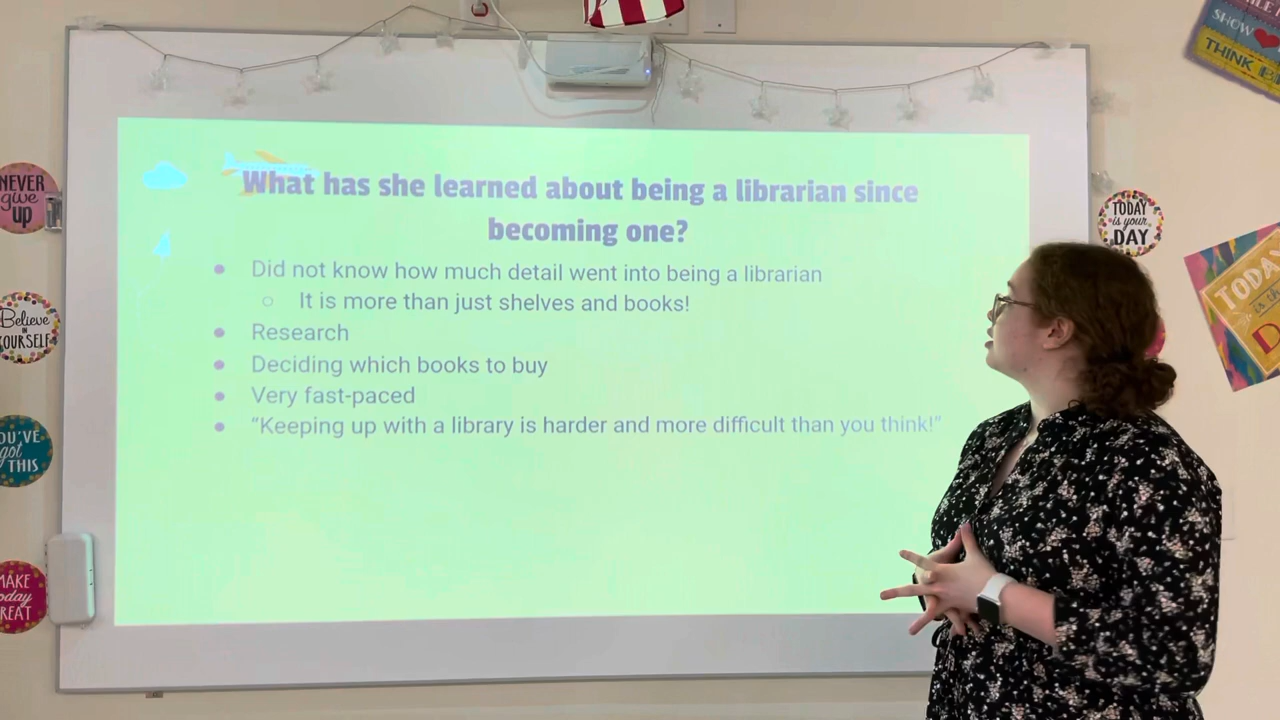 What has she learned about being a librarian since
becoming one?
Did not know how much detail went into being a librarian
It is more than just shelves and books!
Research
Deciding which books to buy
Very fast-paced
"Keeping up with a library is harder and more difficult than you think!"
NEVER
give
up
Believe
IN
YOURSELF
YOU'VE
got
THIS
MAKE
today
GREAT
SHOW
THINK
TODAY
is your
DAY
TODAY
is the